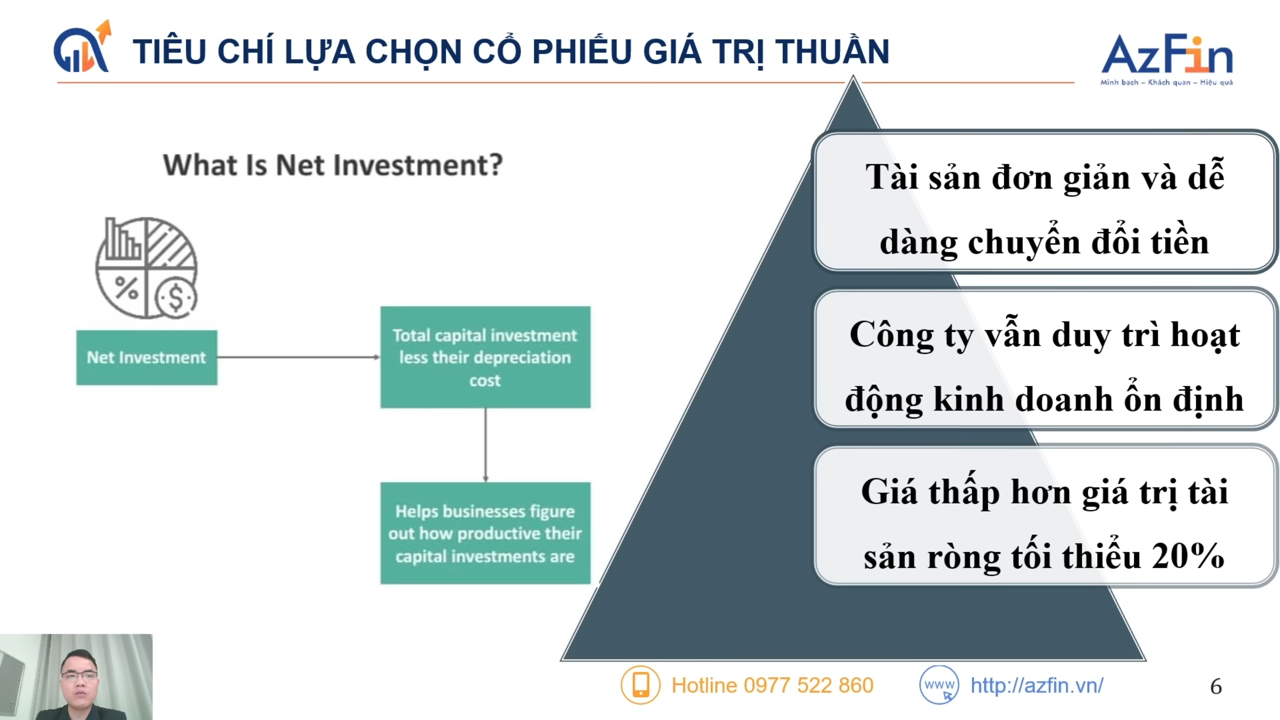 TIÊU CHÍ LỰA CHỌN CỔ PHIẾU GIÁ TRỊ THUẦN
AzFin
Minh bạch – Khách quan – Hiệu quả
What Is Net Investment?
%
$
Net Investment
Total capital investment
less their depreciation
cost
Helps businesses figure
out how productive their
capital investments are
Tài sản đơn giản và dễ
dàng chuyển đổi tiền
Công ty vẫn duy trì hoạt
động kinh doanh ổn định
Giá thấp hơn giá trị tài
sản ròng tối thiểu 20%
Hotline 0977 522 860
www
http://azfin.vn/
6